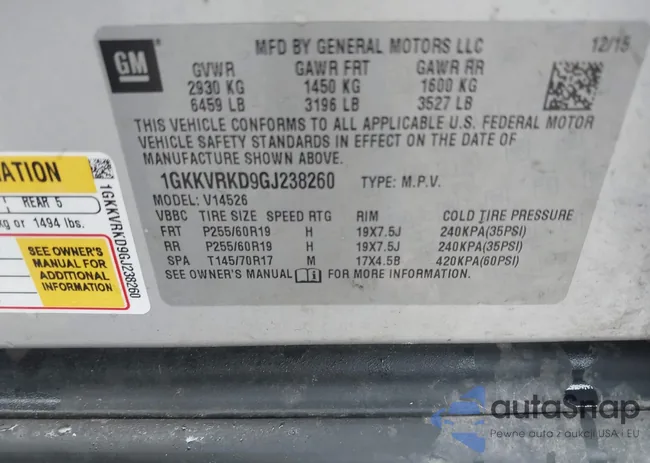 GM
MFD BY GENERAL MOTORS LLC 12/15
GVWR GAWR FRT GAWR RR
2930 KG 1450 KG 1600 KG
6459 LB 3196 LB 3527 LB
THIS VEHICLE CONFORMS TO ALL APPLICABLE U.S. FEDERAL MOTOR
VEHICLE SAFETY STANDARDS IN EFFECT ON THE DATE OF
MANUFACTURE SHOWN ABOVE.
1GKKVRKD9GJ238260 TYPE: M.P.V.
MODEL: V14526
VBBC TIRE SIZE SPEED RTG RIM COLD TIRE PRESSURE
FRT P255/60R19 H 19X7.5J 240KPA(35PSI)
RR P255/60R19 H 19X7.5J 240KPA(35PSI)
SPA T145/70R17 M 17X4.5B 420KPA(60PSI)
SEE OWNER'S MANUAL FOR MORE INFORMATION.
MATION
REAR 5
kg or 1494 lbs.
SEE OWNER'S
MANUAL FOR
ADDITIONAL
INFORMATION
1GKKVRKD9GJ238260
autaSnap
Pewne auta z aukcji USA i EU